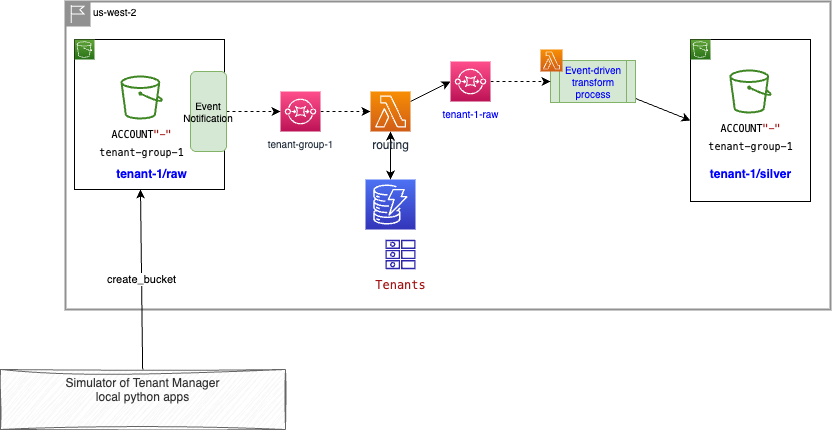 us-west-2
ACCOUNT"-"
tenant-group-1
tenant-1/raw
Event
Notification
tenant-group-1
routing
tenant-1-raw
Event-driven
transform
process
ACCOUNT"-"
tenant-group-1
tenant-1/silver
Tenants
create_bucket
Simulator of Tenant Manager
local python apps